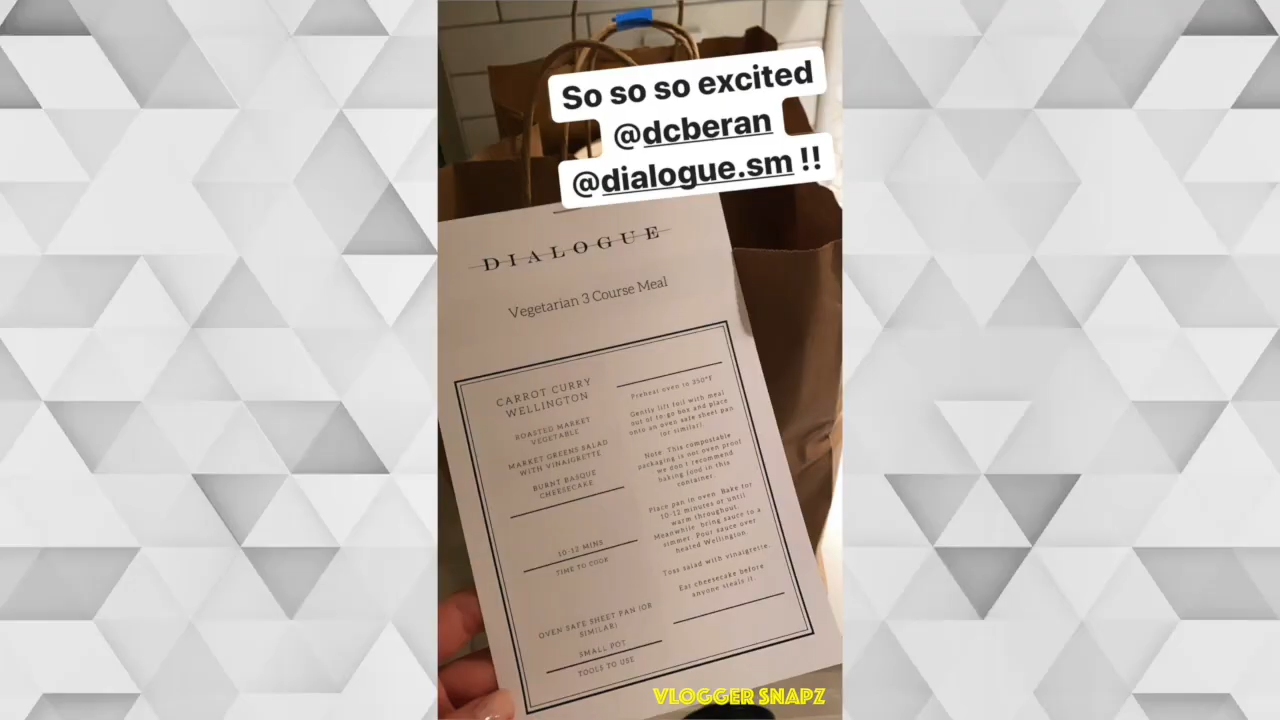 So so so excited
@dcberan
@dialogue.sm !!
DIALOGUE
Vegetarian 3 Course Meal
CARROT CURRY
WELLINGTON
ROASTED MARKET
VEGETABLE
MARKET GREENS SALAD
WITH VINAIGRETTE
BURNT BASQUE
CHEESECAKE
10-12 MINS
TIME TO COOK
OVEN SAFE SHEET PAN (OR
SIMILAR)
SMALL POT
TOOLS TO USE
Preheat oven to 350°F
Gently lift foil with meal
out of to-go box and place
onto an oven safe sheet pan
(or similar).
Note: This compostable
packaging is not oven proof
we don't recommend
baking food in this
container.
Place pan in oven. Bake for
10-12 minutes or until
warm throughout.
Meanwhile, bring sauce to a
simmer. Pour sauce over
heated Wellington.
Toss salad with vinaigrette.
Eat cheesecake before
anyone steals it.
VLOGGER SNAPZ